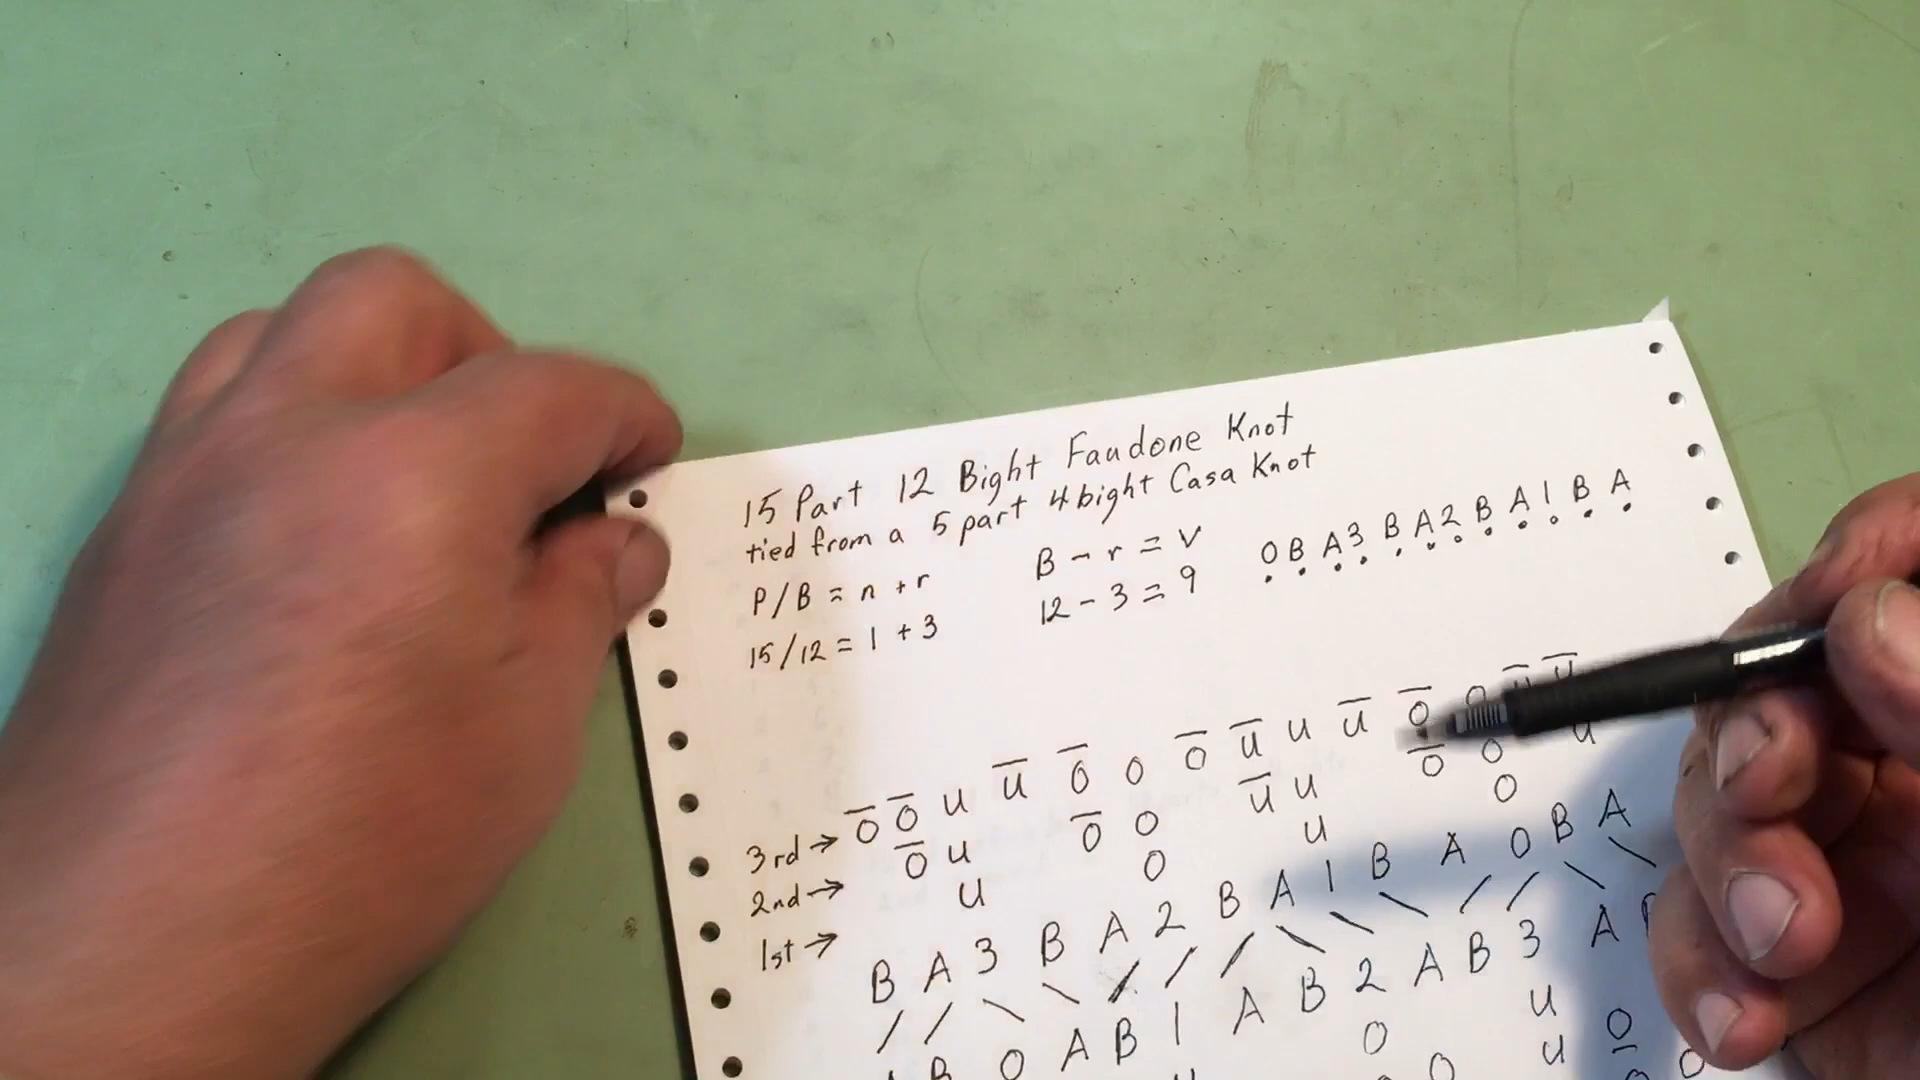 15 Part 12 Bight Faudone Knot
tied from a 5 part 4 bight Casa Knot
P/B = n + r
B - r = v
0 B A 3 B A 2 B A 1 B A
15/12 = 1 + 3
12 - 3 = 9
3rd → o̅ o̅ u u̅ o̅ o o̅ u̅ u u̅ o̅ o u̅ u̅
2nd → o̅ u o̅ o u̅ u o̅ o u
1st → u o u o
B A 3 B A 2 B A 1 B A 0 B A
/ / \ \ / / / \ \ \ / / \ \
B 0 A B 1 A B 2 A B 3 A
o u
o u o̲